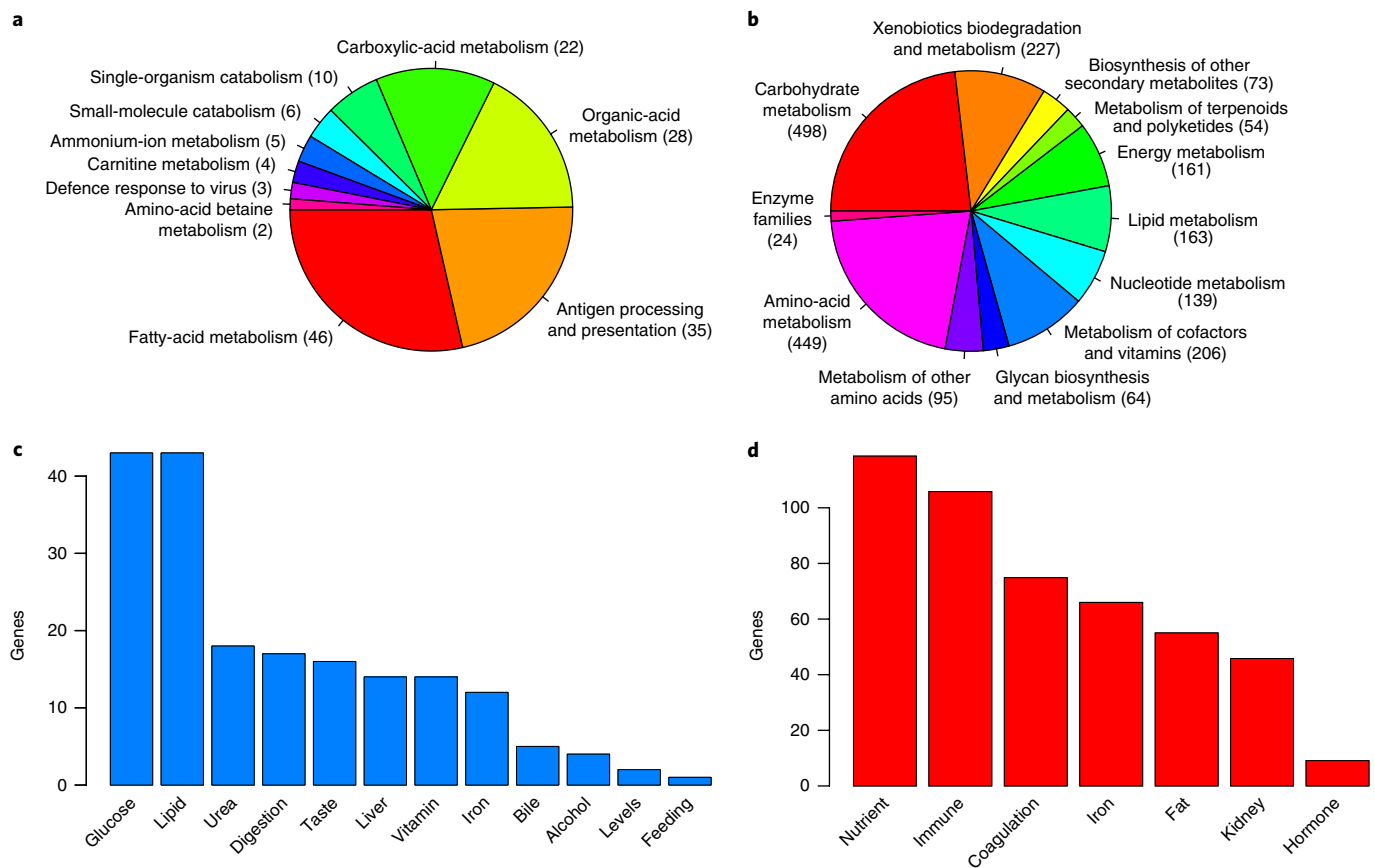 a
Carboxylic-acid metabolism (22)
Single-organism catabolism (10)
Small-molecule catabolism (6)
Ammonium-ion metabolism (5)
Carnitine metabolism (4)
Defence response to virus (3)
Amino-acid betaine
metabolism (2)
Organic-acid
metabolism (28)
Fatty-acid metabolism (46)
Antigen processing
and presentation (35)
b
Xenobiotics biodegradation
and metabolism (227)
Biosynthesis of other
secondary metabolites (73)
Metabolism of terpenoids
and polyketides (54)
Energy metabolism
(161)
Lipid metabolism
(163)
Nucleotide metabolism
(139)
Metabolism of cofactors
and vitamins (206)
Glycan biosynthesis
and metabolism (64)
Metabolism of other
amino acids (95)
Amino-acid
metabolism
(449)
Enzyme
families
(24)
Carbohydrate
metabolism
(498)
c
Genes
40
30
20
10
0
Glucose
Lipid
Urea
Digestion
Taste
Liver
Vitamin
Iron
Bile
Alcohol
Levels
Feeding
d
Genes
100
80
60
40
20
0
Nutrient
Immune
Coagulation
Iron
Fat
Kidney
Hormone